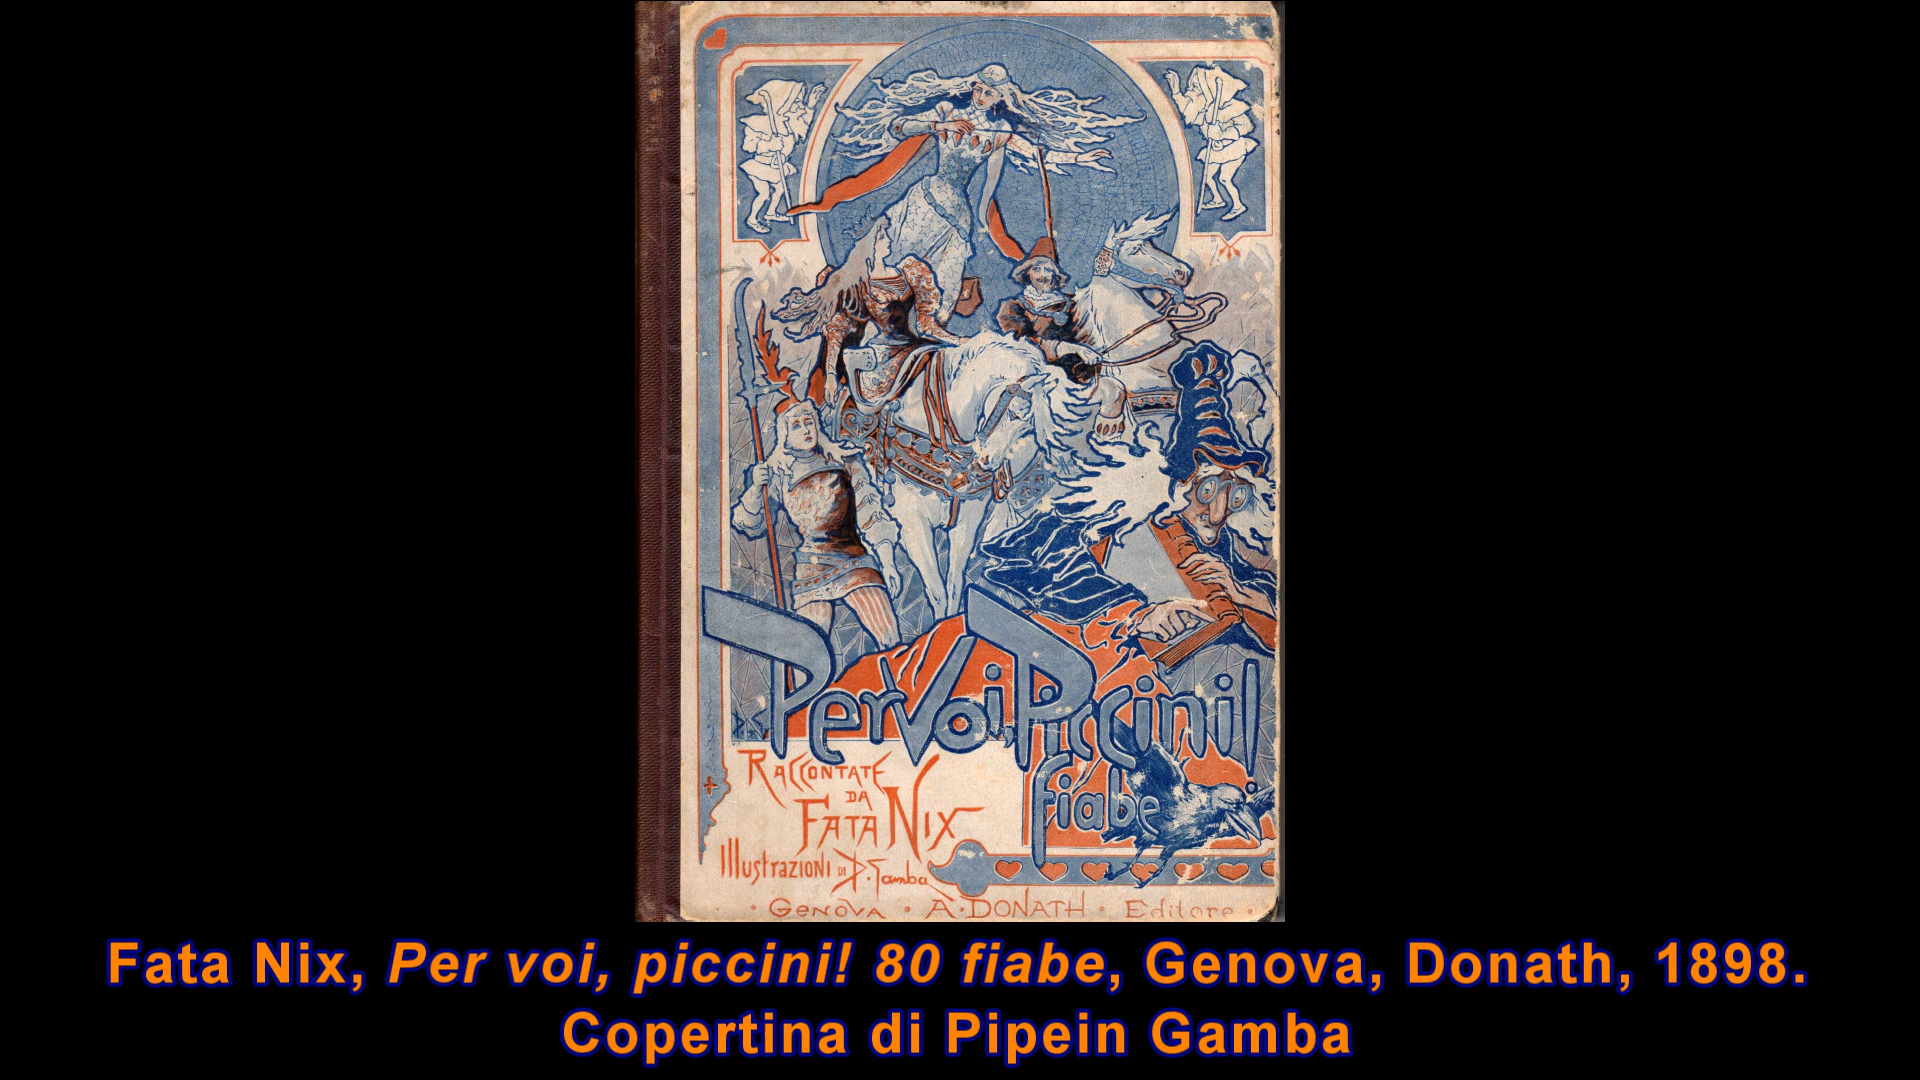 Per Voi, Piccini!
fiabe
Raccontate
da
Fata Nix
Illustrazioni di P. Gamba
· Genova · A. Donath · Editore ·
Fata Nix, Per voi, piccini! 80 fiabe, Genova, Donath, 1898.
Copertina di Pipein Gamba